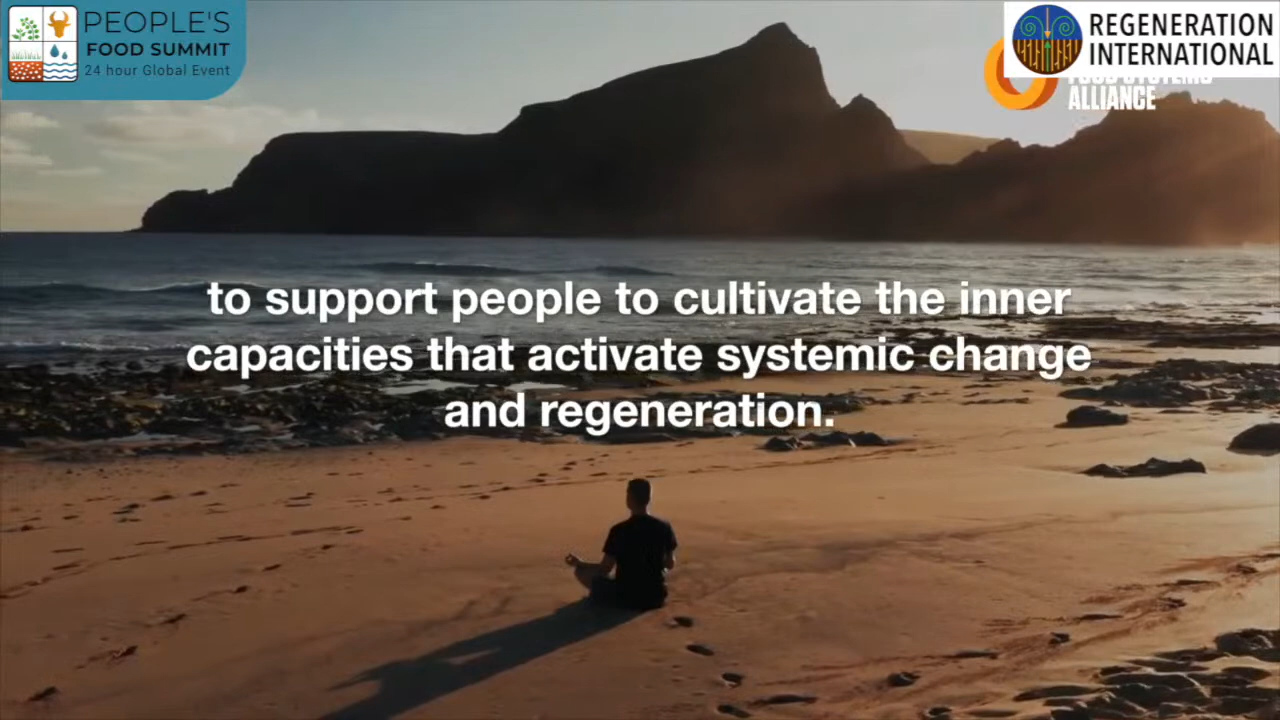 PEOPLE'S
FOOD SUMMIT
24 hour Global Event
REGENERATION
INTERNATIONAL
ALLIANCE
to support people to cultivate the inner
capacities that activate systemic change
and regeneration.